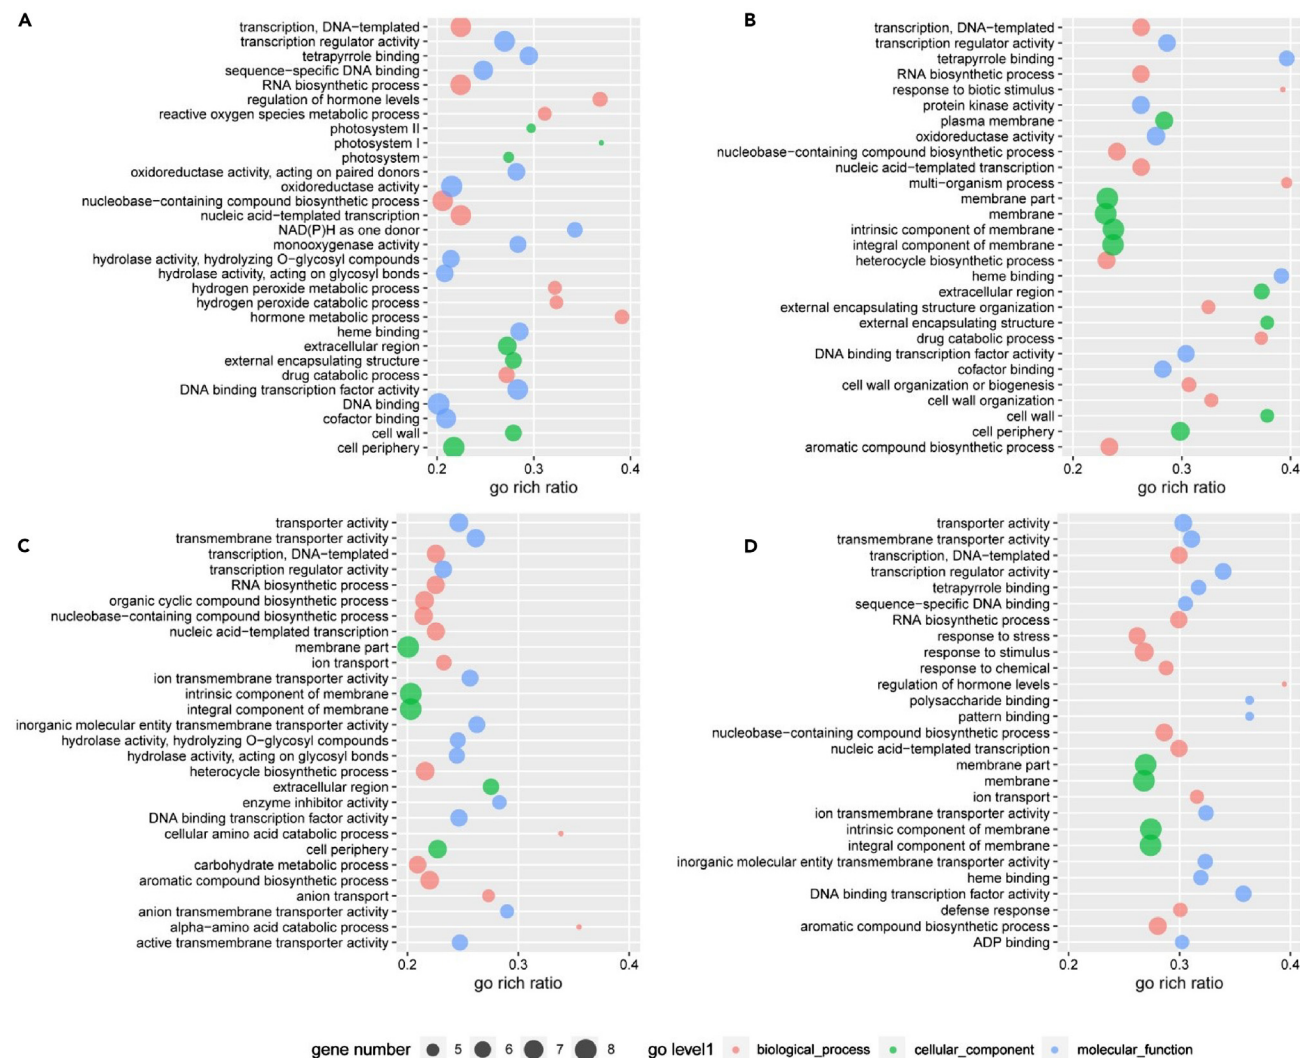 A
transcription, DNA−templated
transcription regulator activity
tetrapyrrole binding
sequence−specific DNA binding
RNA biosynthetic process
regulation of hormone levels
reactive oxygen species metabolic process
photosystem II
photosystem I
photosystem
oxidoreductase activity, acting on paired donors
oxidoreductase activity
nucleobase−containing compound biosynthetic process
nucleic acid−templated transcription
NAD(P)H as one donor
monooxygenase activity
hydrolase activity, hydrolyzing O−glycosyl compounds
hydrolase activity, acting on glycosyl bonds
hydrogen peroxide metabolic process
hydrogen peroxide catabolic process
hormone metabolic process
heme binding
extracellular region
external encapsulating structure
drug catabolic process
DNA binding transcription factor activity
DNA binding
cofactor binding
cell wall
cell periphery
0.2 0.3 0.4
go rich ratio
B
transcription, DNA−templated
transcription regulator activity
tetrapyrrole binding
RNA biosynthetic process
response to biotic stimulus
protein kinase activity
plasma membrane
oxidoreductase activity
nucleobase−containing compound biosynthetic process
nucleic acid−templated transcription
multi−organism process
membrane part
membrane
intrinsic component of membrane
integral component of membrane
heterocycle biosynthetic process
heme binding
extracellular region
external encapsulating structure organization
external encapsulating structure
drug catabolic process
DNA binding transcription factor activity
cofactor binding
cell wall organization or biogenesis
cell wall organization
cell wall
cell periphery
aromatic compound biosynthetic process
0.2 0.3 0.4
go rich ratio
C
transporter activity
transmembrane transporter activity
transcription, DNA−templated
transcription regulator activity
RNA biosynthetic process
organic cyclic compound biosynthetic process
nucleobase−containing compound biosynthetic process
nucleic acid−templated transcription
membrane part
ion transport
ion transmembrane transporter activity
intrinsic component of membrane
integral component of membrane
inorganic molecular entity transmembrane transporter activity
hydrolase activity, hydrolyzing O−glycosyl compounds
hydrolase activity, acting on glycosyl bonds
heterocycle biosynthetic process
extracellular region
enzyme inhibitor activity
DNA binding transcription factor activity
cellular amino acid catabolic process
cell periphery
carbohydrate metabolic process
aromatic compound biosynthetic process
anion transport
anion transmembrane transporter activity
alpha−amino acid catabolic process
active transmembrane transporter activity
0.2 0.3 0.4
go rich ratio
D
transporter activity
transmembrane transporter activity
transcription, DNA−templated
transcription regulator activity
tetrapyrrole binding
sequence−specific DNA binding
RNA biosynthetic process
response to stress
response to stimulus
response to chemical
regulation of hormone levels
polysaccharide binding
pattern binding
nucleobase−containing compound biosynthetic process
nucleic acid−templated transcription
membrane part
membrane
ion transport
ion transmembrane transporter activity
intrinsic component of membrane
integral component of membrane
inorganic molecular entity transmembrane transporter activity
heme binding
DNA binding transcription factor activity
defense response
aromatic compound biosynthetic process
ADP binding
0.2 0.3 0.4
go rich ratio
gene number 5 6 7 8 go level1 biological_process cellular_component molecular_function